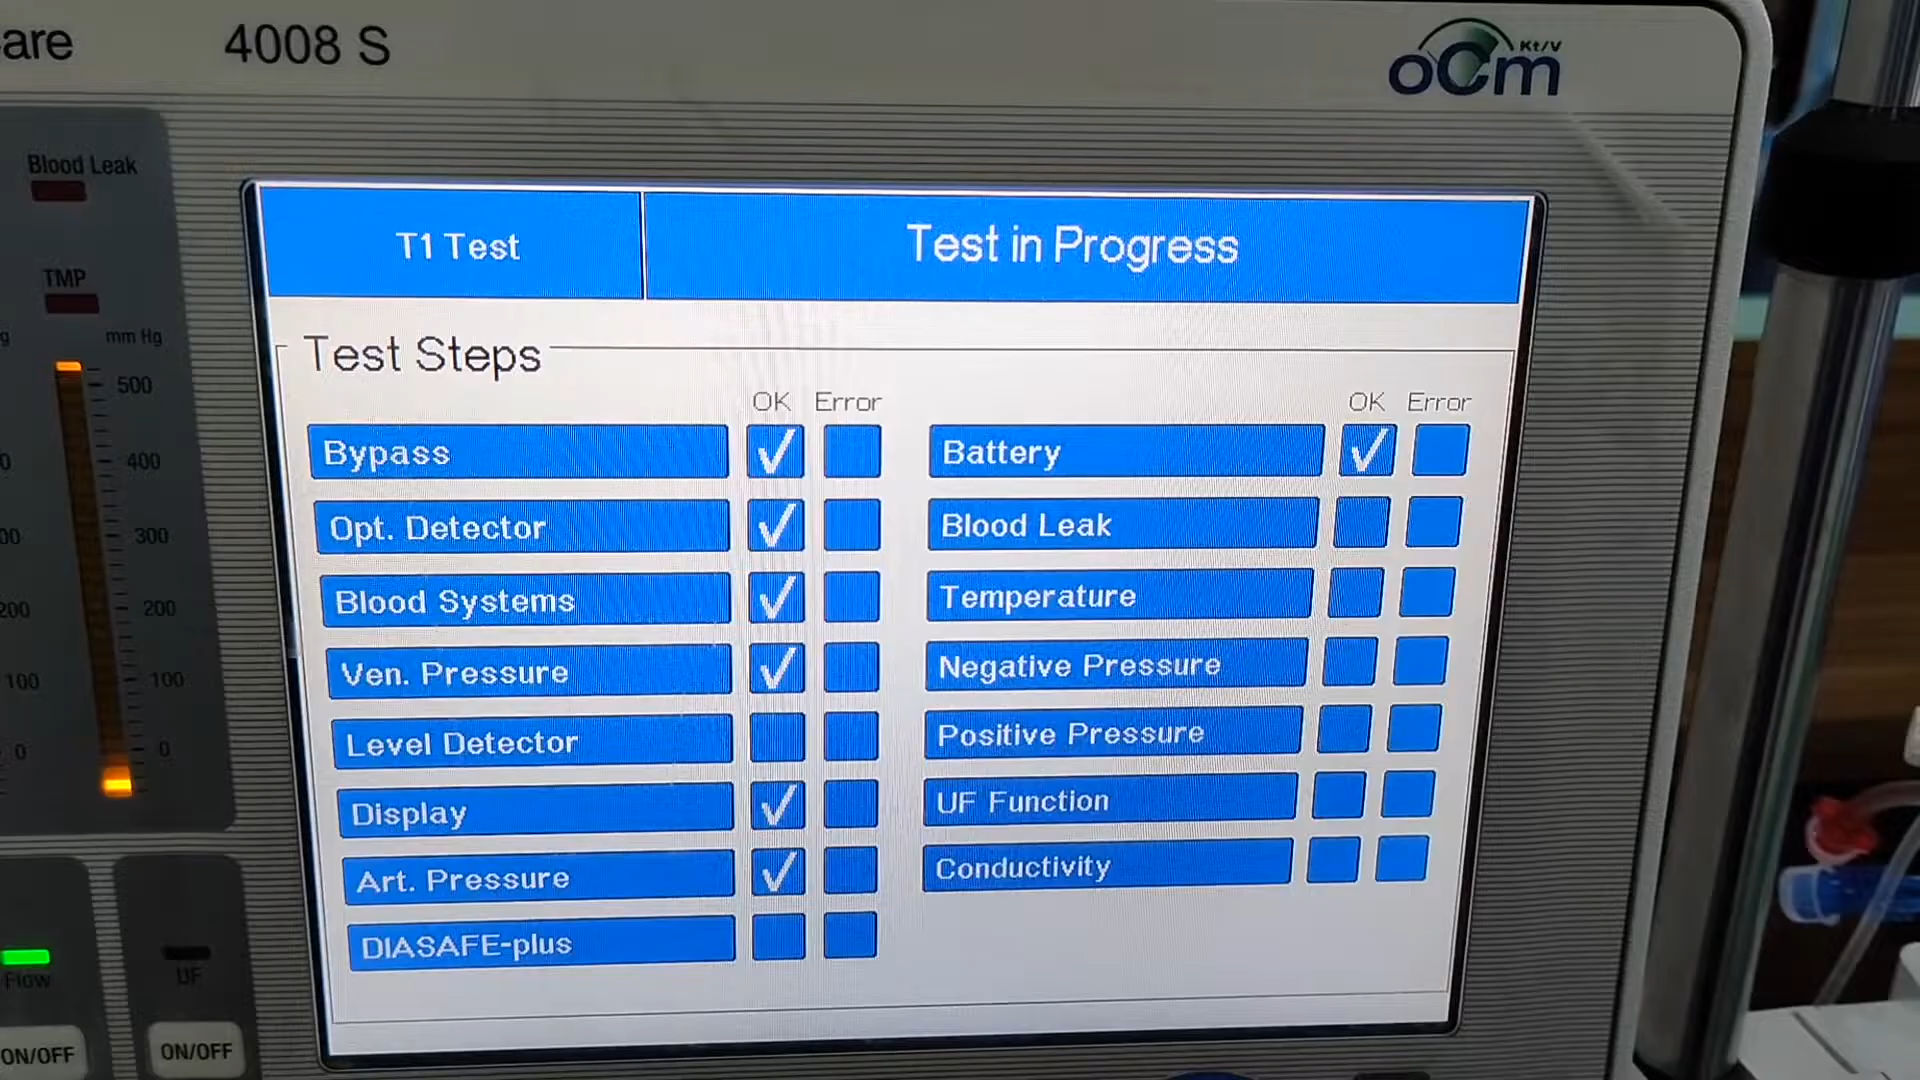 are
4008 S
Kt/V
oCm
Blood Leak
TMP
mm Hg
500
400
300
200
100
0
200
100
0
T1 Test
Test in Progress
Test Steps
OK Error
OK Error
Bypass
Opt. Detector
Blood Systems
Ven. Pressure
Level Detector
Display
Art. Pressure
DIASAFE-plus
Battery
Blood Leak
Temperature
Negative Pressure
Positive Pressure
UF Function
Conductivity
Flow
UF
ON/OFF
ON/OFF